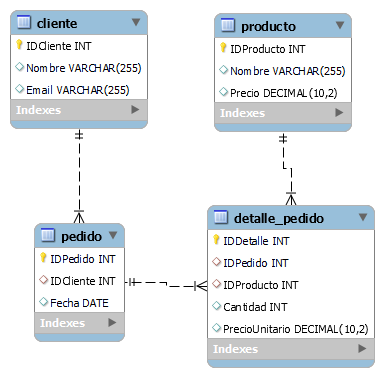 cliente
IDCliente INT
Nombre VARCHAR(255)
Email VARCHAR(255)
Indexes
producto
IDProducto INT
Nombre VARCHAR(255)
Precio DECIMAL(10,2)
Indexes
pedido
IDPedido INT
IDCliente INT
Fecha DATE
Indexes
detalle_pedido
IDDetalle INT
IDPedido INT
IDProducto INT
Cantidad INT
PrecioUnitario DECIMAL(10,2)
Indexes